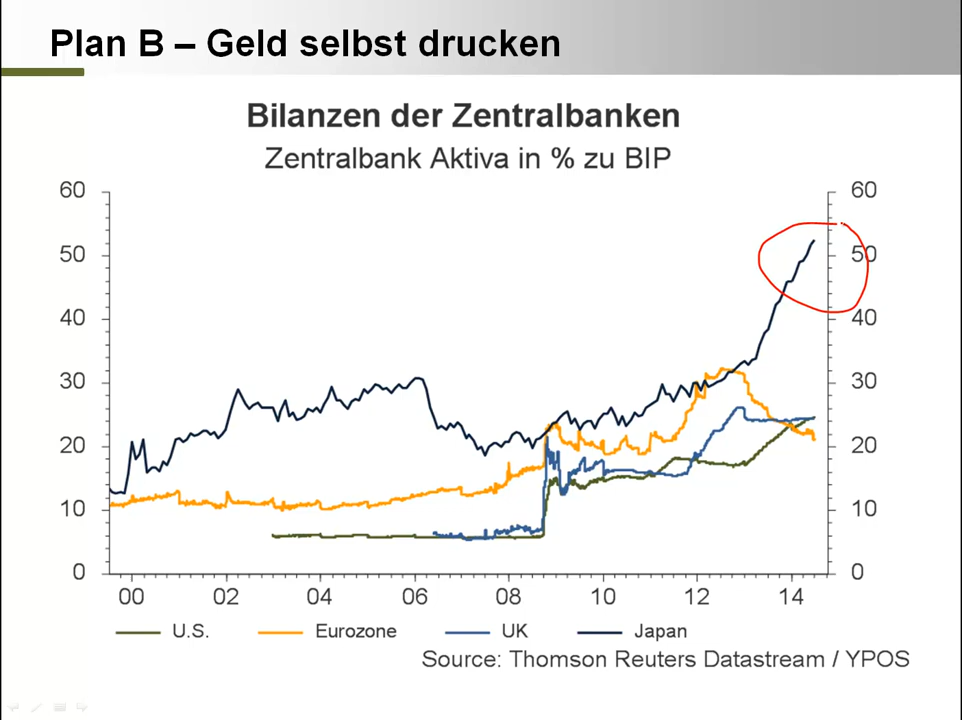 Plan B – Geld selbst drucken
Bilanzen der Zentralbanken
Zentralbank Aktiva in % zu BIP
60 60
50 50
40 40
30 30
20 20
10 10
0 0
00 02 04 06 08 10 12 14
U.S. Eurozone UK Japan
Source: Thomson Reuters Datastream / YPOS